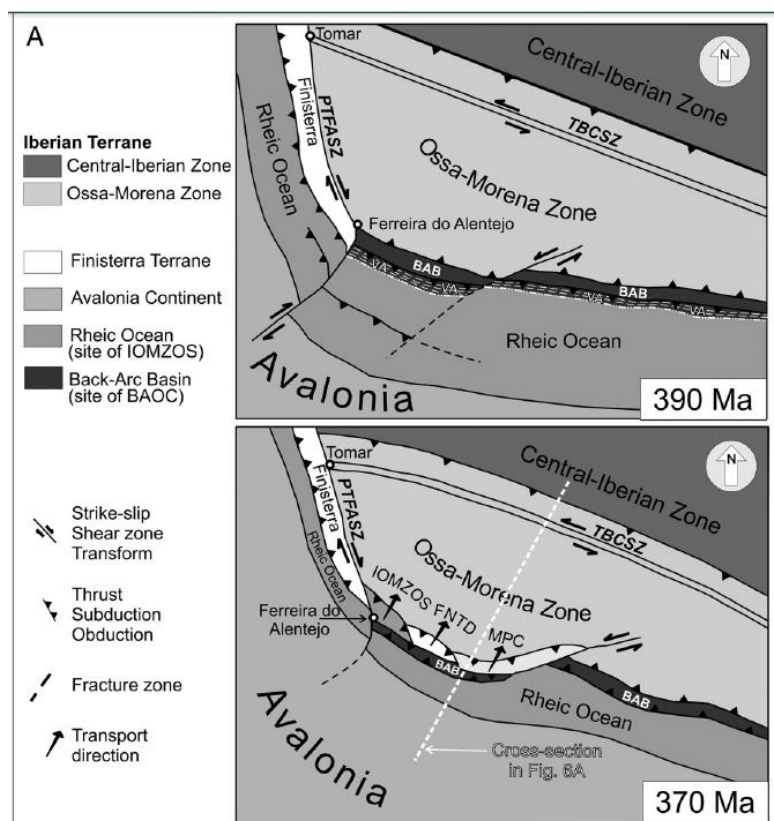 A
Iberian Terrane
Central-Iberian Zone
Ossa-Morena Zone
Finisterra Terrane
Avalonia Continent
Rheic Ocean
(site of IOMZOS)
Back-Arc Basin
(site of BAOC)
Strike-slip
Shear zone
Transform
Thrust
Subduction
Obduction
Fracture zone
Transport
direction
Tomar
Central-Iberian Zone
N
Finisterra
PTFASZ
TBCSZ
Rheic Ocean
Ossa-Morena Zone
Ferreira do Alentejo
BAB
VA
VA
BAB
VA
VA
Rheic Ocean
Avalonia
390 Ma
Tomar
Central-Iberian Zone
N
Finisterra
PTFASZ
TBCSZ
Rheic Ocean
Ossa-Morena Zone
IOMZOS
FNTD
MPC
Ferreira do
Alentejo
BAB
BAB
Rheic Ocean
Avalonia
Cross-section
in Fig. 6A
370 Ma